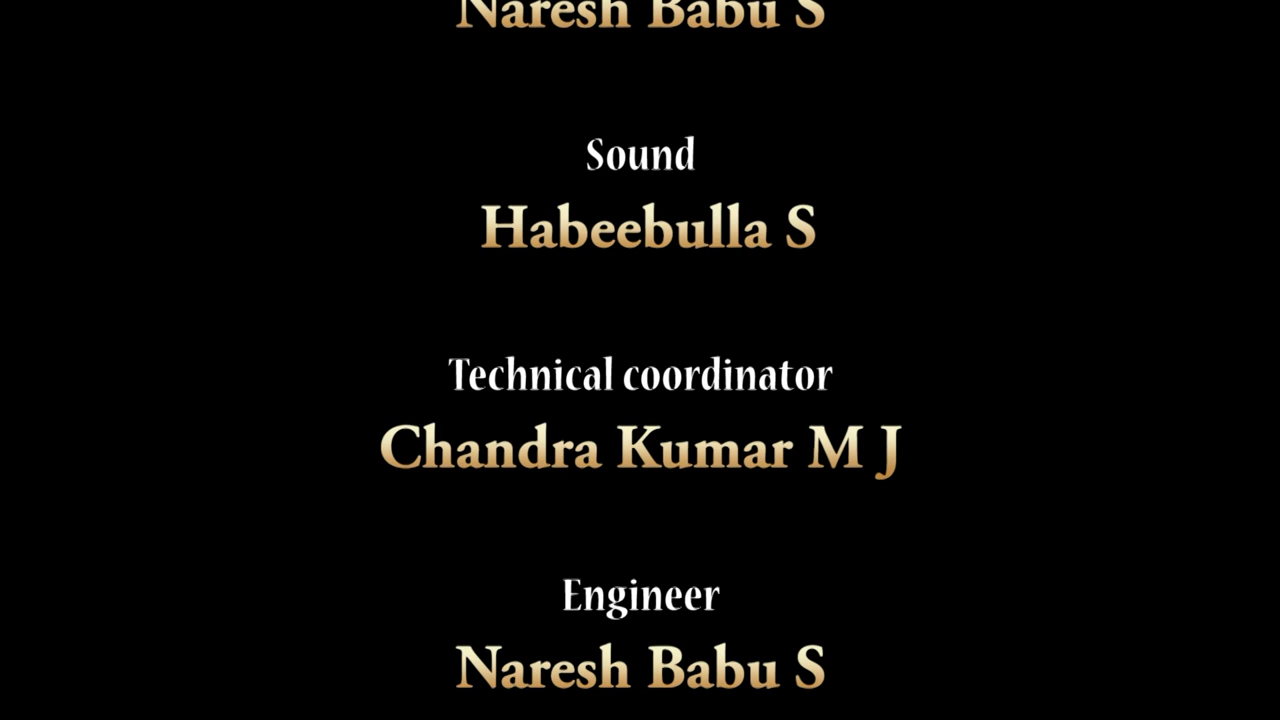 Naresh Babu S
Sound
Habeebulla S
Technical coordinator
Chandra Kumar M J
Engineer
Naresh Babu S